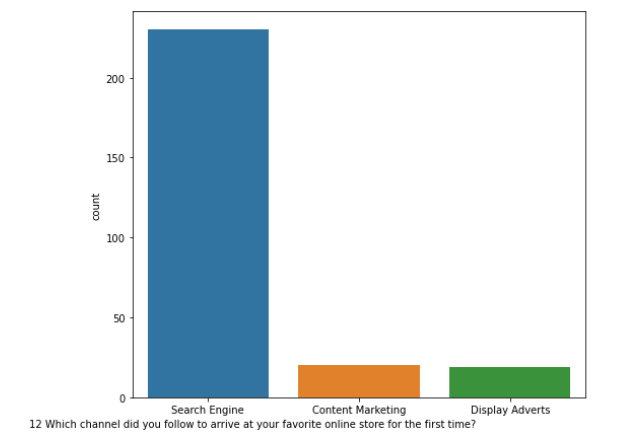 200
150
100
50
0
count
Search Engine
Content Marketing
Display Adverts
12 Which channel did you follow to arrive at your favorite online store for the first time?